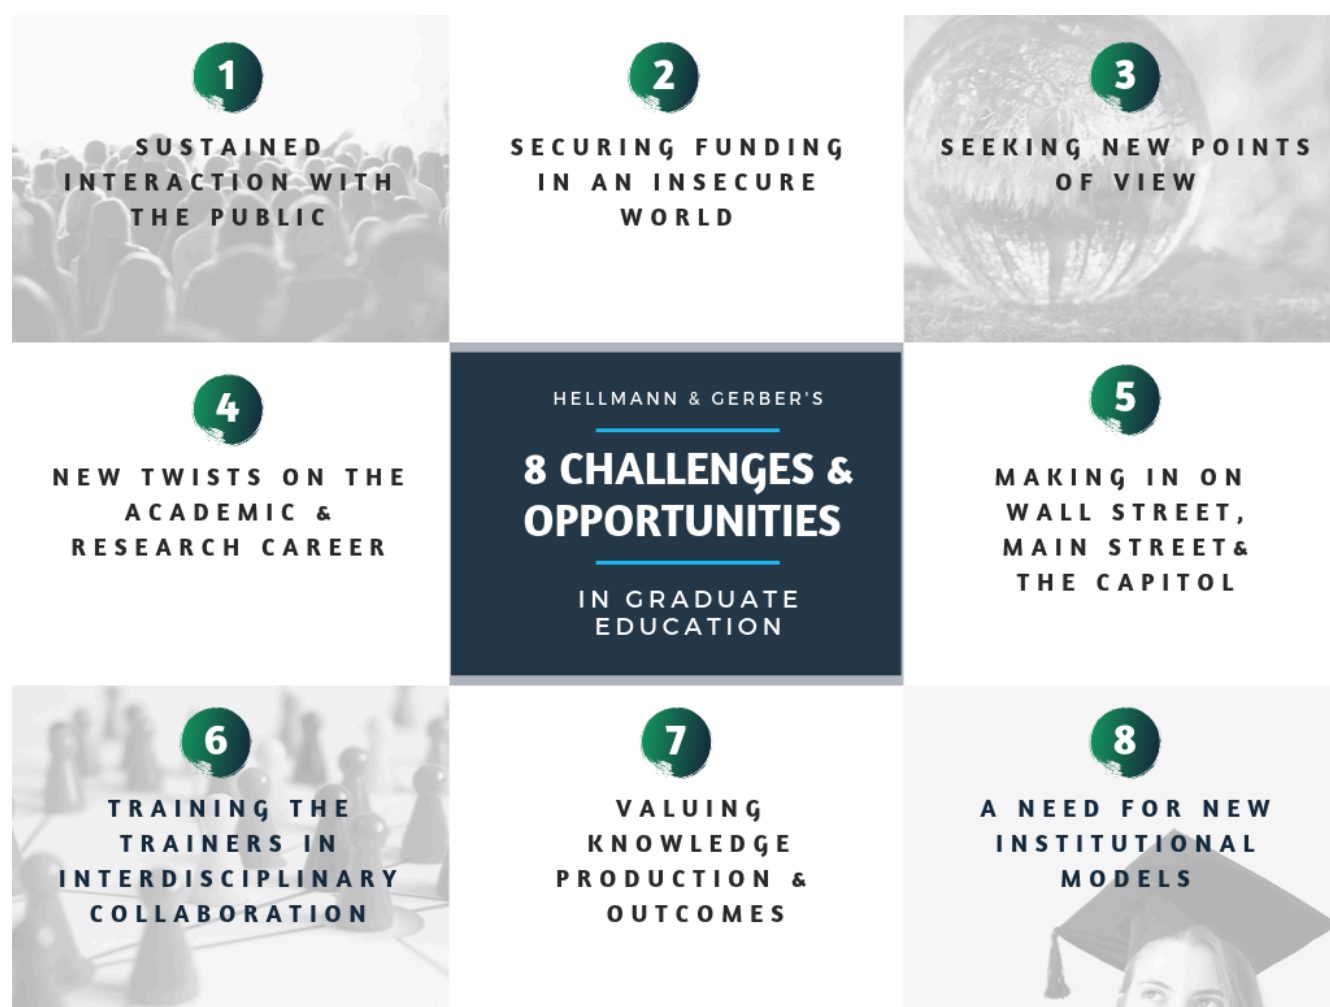 1
SUSTAINED
INTERACTION WITH
THE PUBLIC
2
SECURING FUNDING
IN AN INSECURE
WORLD
3
SEEKING NEW POINTS
OF VIEW
4
NEW TWISTS ON THE
ACADEMIC &
RESEARCH CAREER
HELLMANN & GERBER'S
8 CHALLENGES &
OPPORTUNITIES
IN GRADUATE
EDUCATION
5
MAKING IN ON
WALL STREET,
MAIN STREET&
THE CAPITOL
6
TRAINING THE
TRAINERS IN
INTERDISCIPLINARY
COLLABORATION
7
VALUING
KNOWLEDGE
PRODUCTION &
OUTCOMES
8
A NEED FOR NEW
INSTITUTIONAL
MODELS